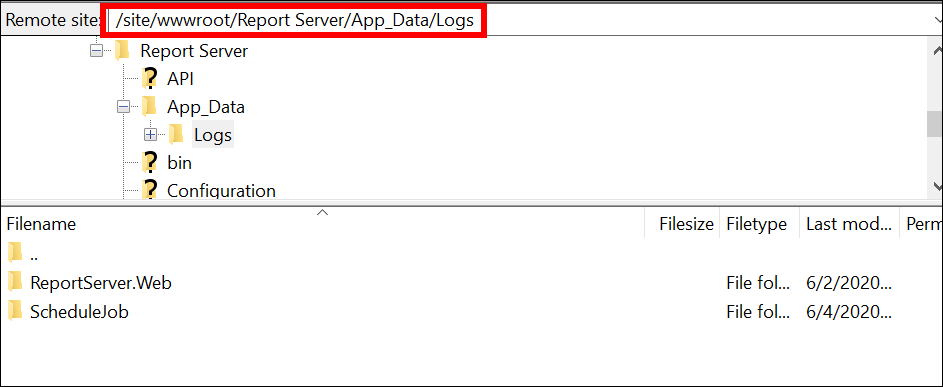 Remote site: /site/wwwroot/Report Server/App_Data/Logs
Report Server
? API
App_Data
Logs
? bin
? Configuration
Filename Filesize Filetype Last mod... Perm
..
ReportServer.Web File fol... 6/2/2020...
ScheduleJob File fol... 6/4/2020...